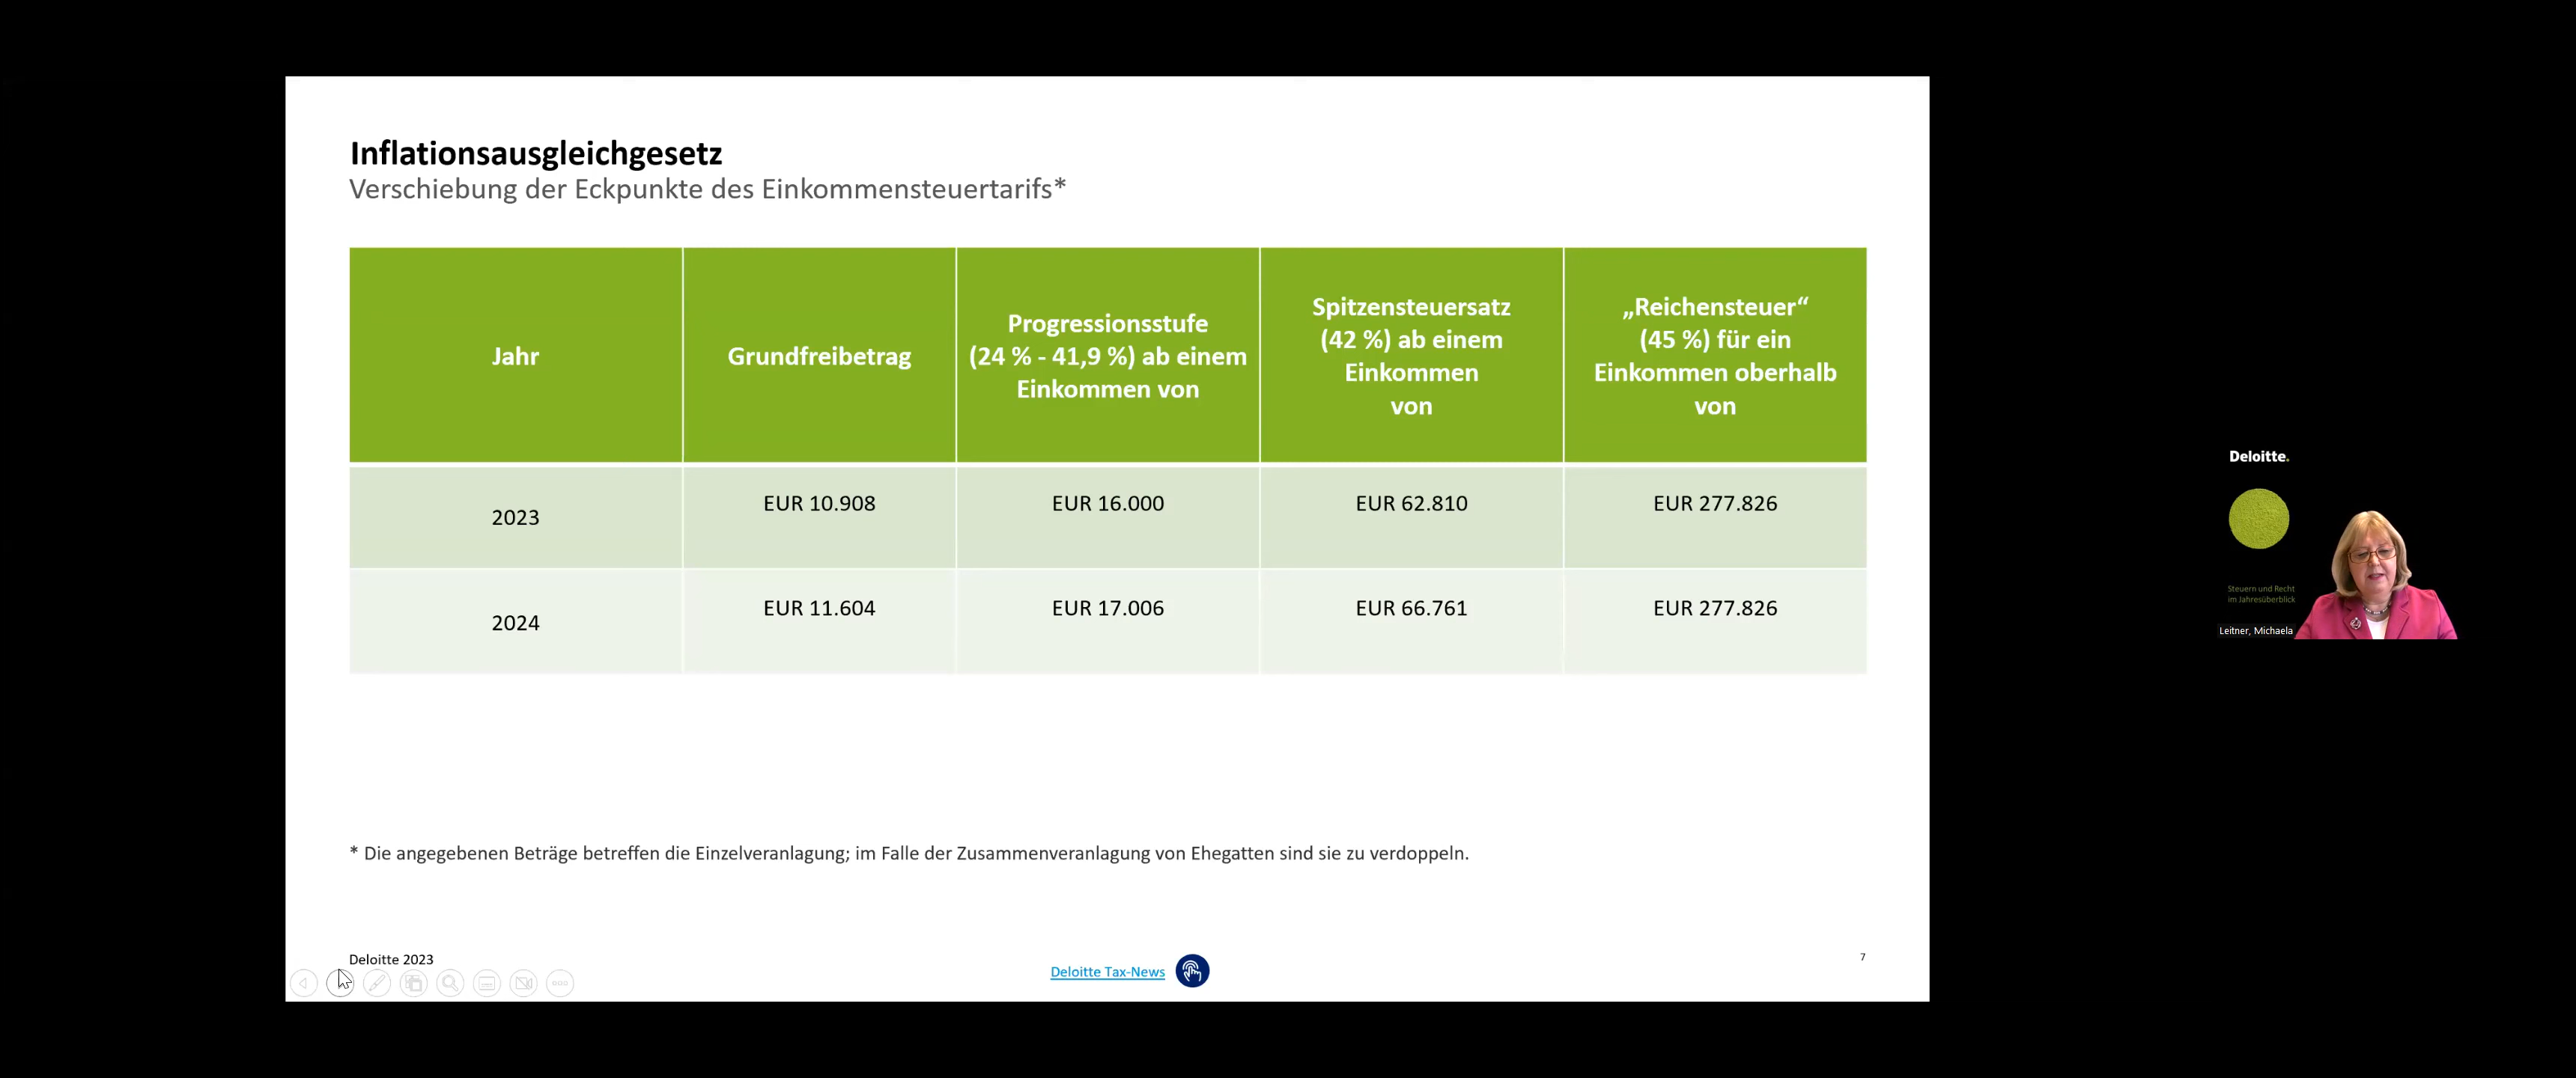 Inflationsausgleichgesetz
Verschiebung der Eckpunkte des Einkommensteuertarifs*
Jahr
Grundfreibetrag
Progressionsstufe
(24 % - 41,9 %) ab einem
Einkommen von
Spitzensteuersatz
(42 %) ab einem
Einkommen
von
„Reichensteuer“
(45 %) für ein
Einkommen oberhalb
von
2023
EUR 10.908
EUR 16.000
EUR 62.810
EUR 277.826
2024
EUR 11.604
EUR 17.006
EUR 66.761
EUR 277.826
* Die angegebenen Beträge betreffen die Einzelveranlagung; im Falle der Zusammenveranlagung von Ehegatten sind sie zu verdoppeln.
Deloitte 2023
Deloitte Tax-News
7
Deloitte.
Steuern und Recht
im Jahresüberblick
Leitner, Michaela